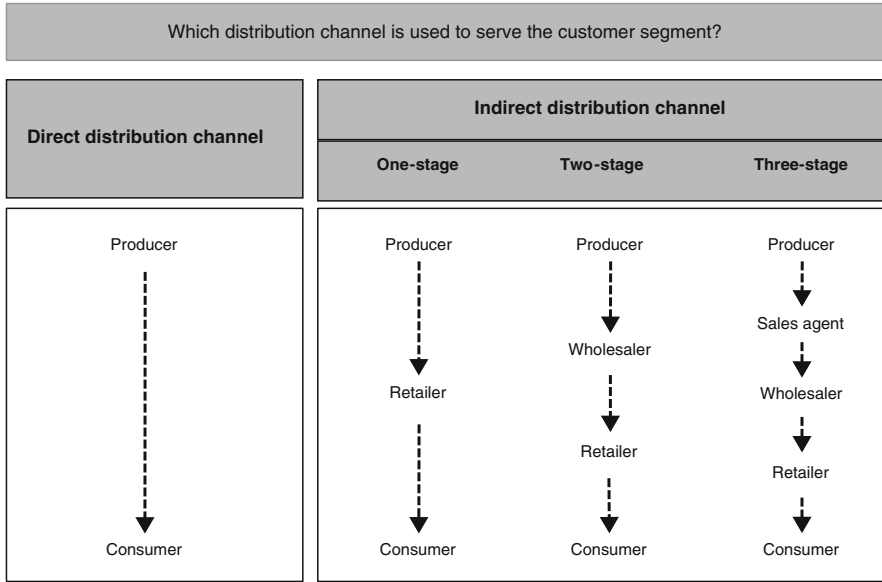 Which distribution channel is used to serve the customer segment?
Direct distribution channel
Indirect distribution channel
One-stage
Two-stage
Three-stage
Producer
Consumer
Producer
Retailer
Consumer
Producer
Wholesaler
Retailer
Consumer
Producer
Sales agent
Wholesaler
Retailer
Consumer